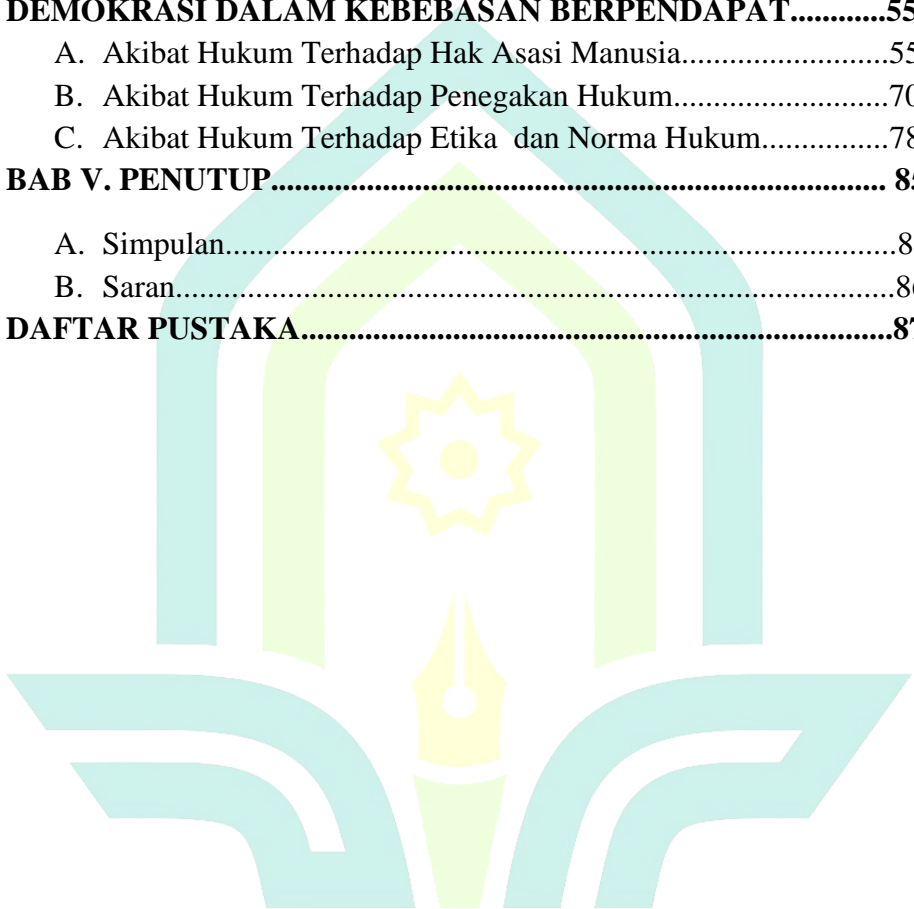 DEMOKRASI DALAM KEBEBASAN BERPENDAPAT............55
A. Akibat Hukum Terhadap Hak Asasi Manusia........................55
B. Akibat Hukum Terhadap Penegakan Hukum.........................70
C. Akibat Hukum Terhadap Etika dan Norma Hukum...............78
BAB V. PENUTUP.............................................................................. 85
A. Simpulan................................................................................8
B. Saran......................................................................................86
DAFTAR PUSTAKA...........................................................................87